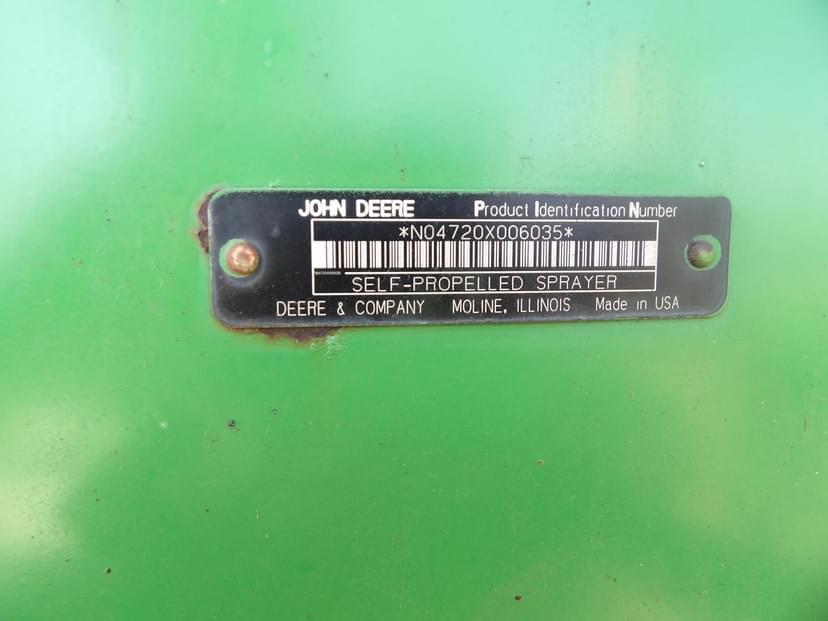 JOHN DEERE Product Identification Number
*N04720X006035*
SELF-PROPELLED SPRAYER
DEERE & COMPANY MOLINE, ILLINOIS Made in USA